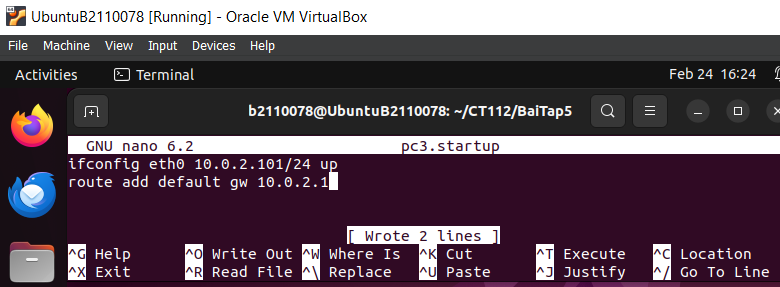 UbuntuB2110078 [Running] - Oracle VM VirtualBox
File Machine View Input Devices Help
Activities Terminal Feb 24 16:24
b2110078@UbuntuB2110078: ~/CT112/BaiTap5
GNU nano 6.2 pc3.startup
ifconfig eth0 10.0.2.101/24 up
route add default gw 10.0.2.1
[ Wrote 2 lines ]
^G Help ^O Write Out ^W Where Is ^K Cut ^T Execute ^C Location
^X Exit ^R Read File ^\ Replace ^U Paste ^J Justify ^/ Go To Line